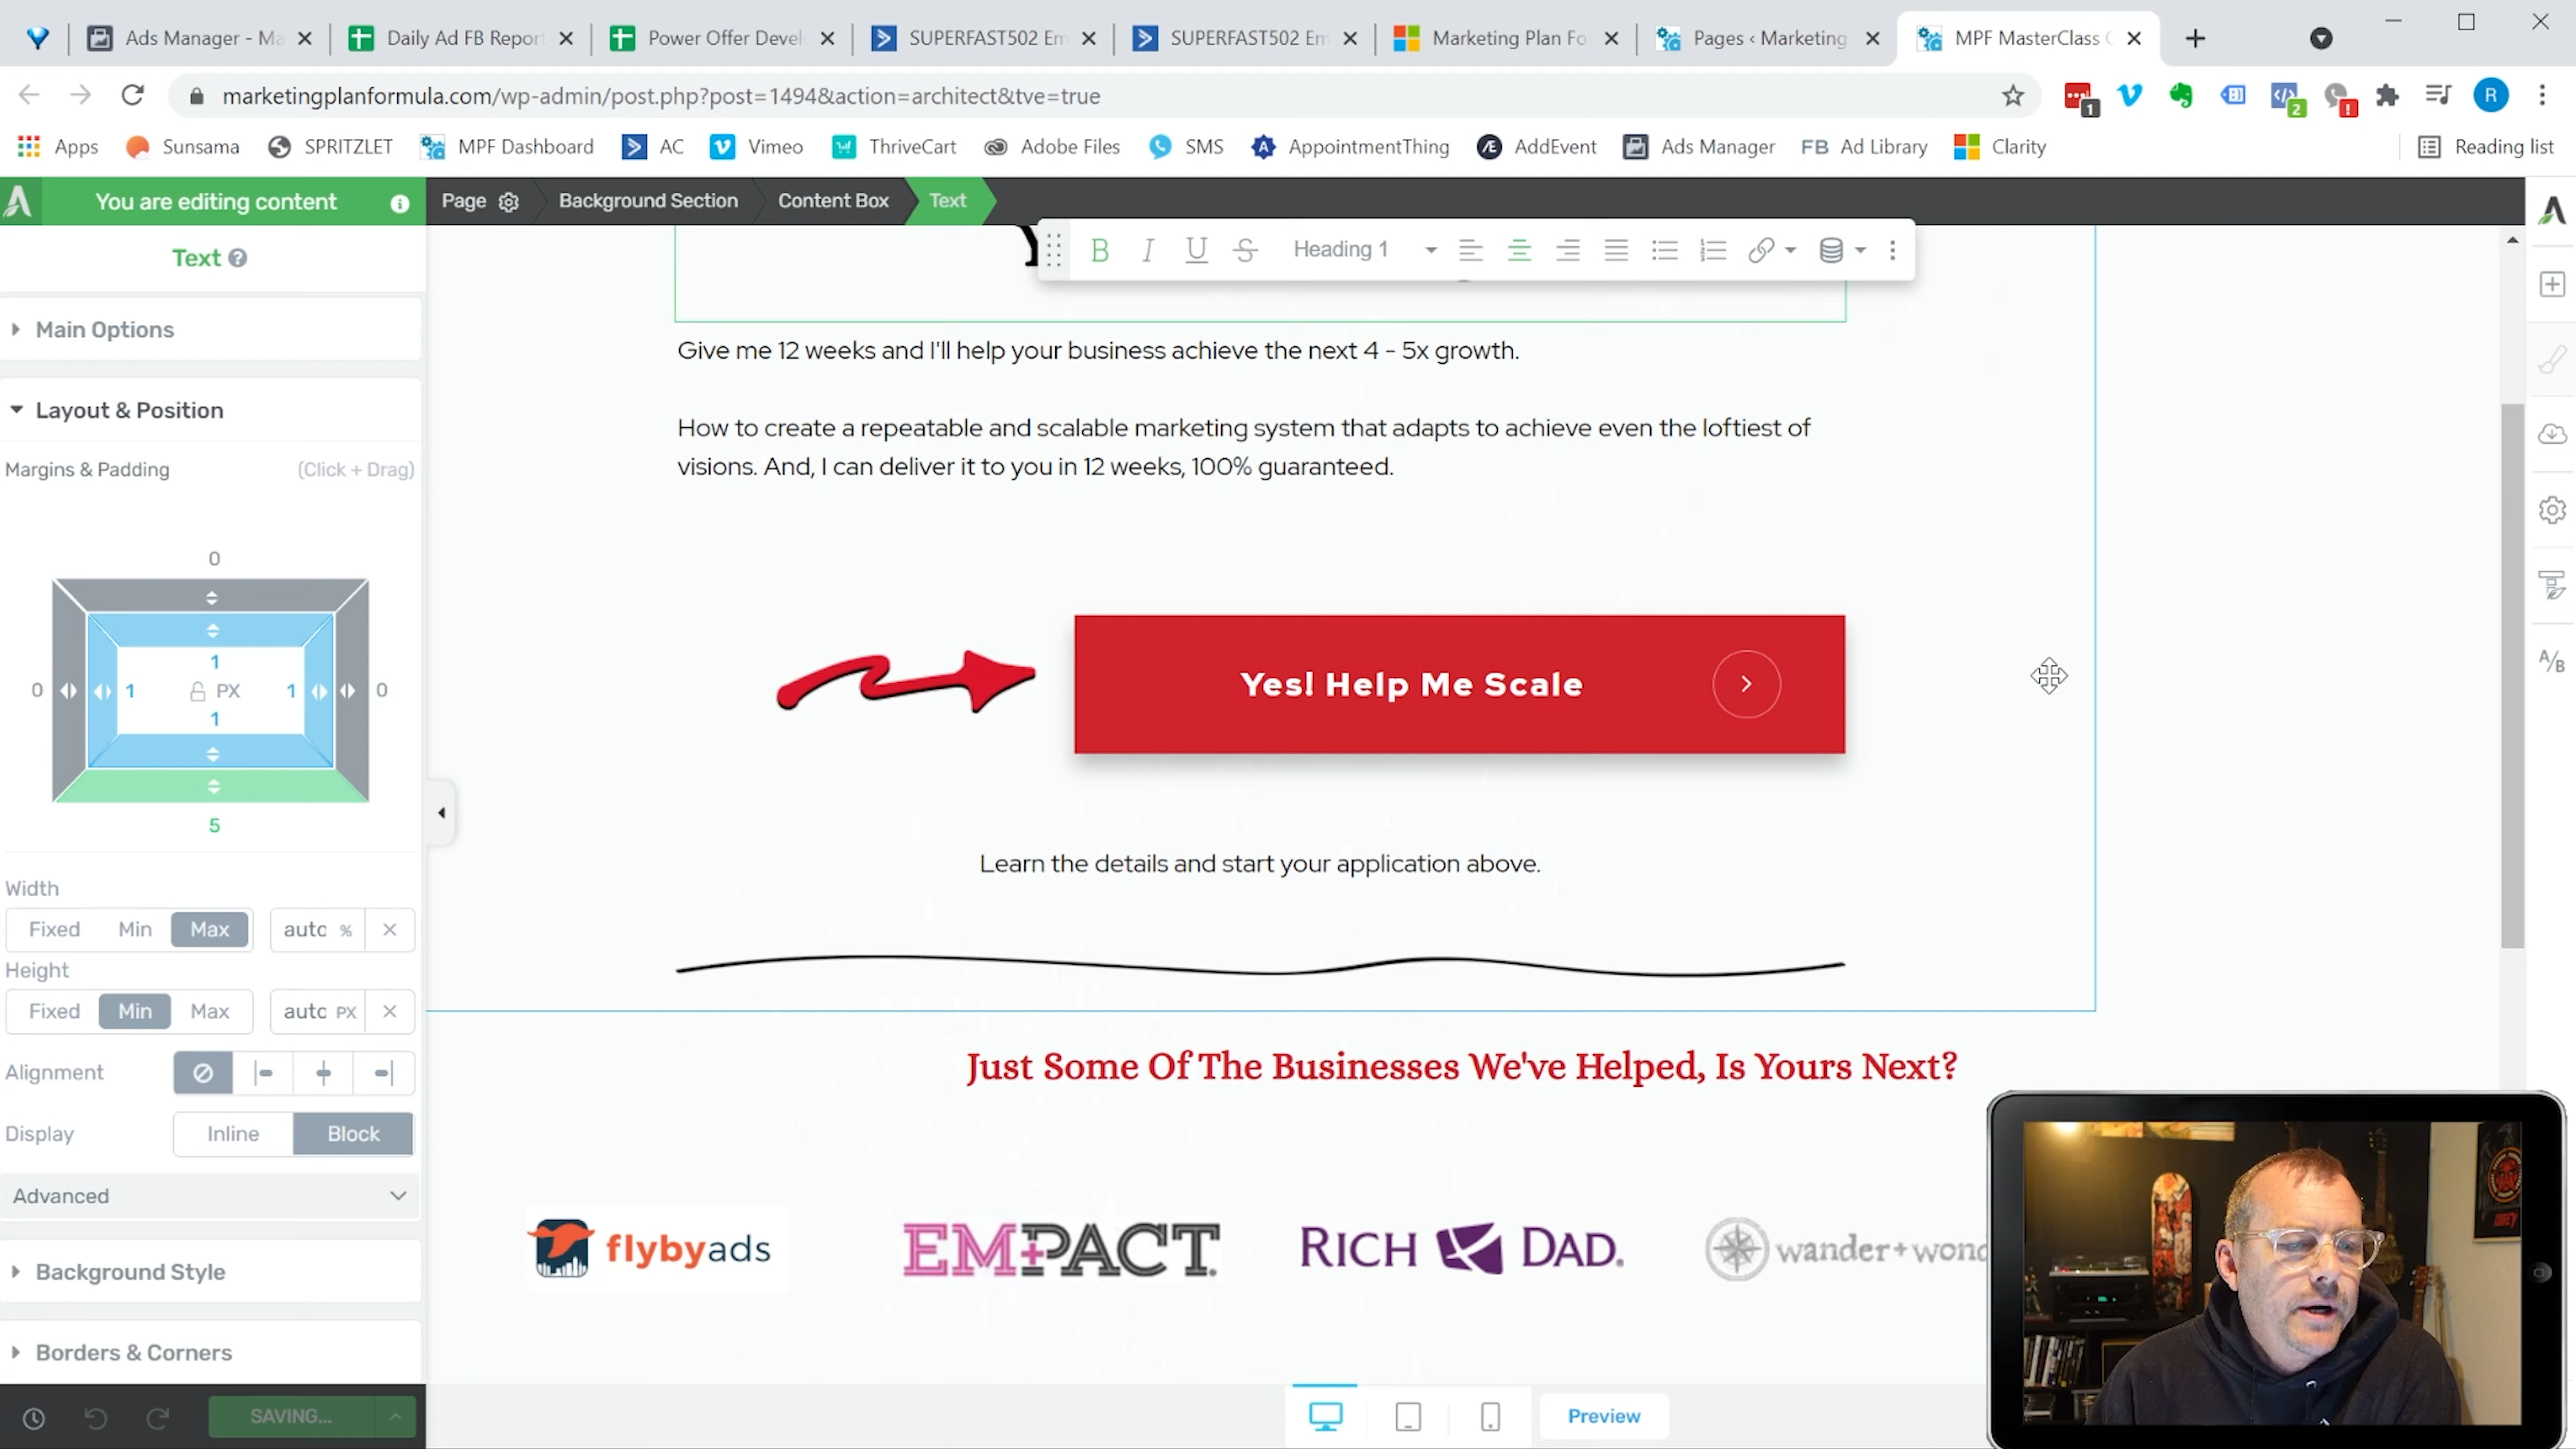 Ads Manager - Ma
Daily Ad FB Report
Power Offer Devel
SUPERFAST502 Em
SUPERFAST502 Em
Marketing Plan Fo
Pages ‹ Marketing
MPF MasterClass
marketingplanformula.com/wp-admin/post.php?post=1494&action=architect&tve=true
1
2
!
R
Apps
Sunsama
SPRITZLET
MPF Dashboard
AC
Vimeo
ThriveCart
Adobe Files
SMS
AppointmentThing
AddEvent
Ads Manager
FB Ad Library
Clarity
Reading list
You are editing content
Page
Background Section
Content Box
Text
Text
B I U S
Heading 1
Main Options
Give me 12 weeks and I'll help your business achieve the next 4 - 5x growth.
Layout & Position
How to create a repeatable and scalable marketing system that adapts to achieve even the loftiest of
visions. And, I can deliver it to you in 12 weeks, 100% guaranteed.
Margins & Padding
(Click + Drag)
0
1
0 1 PX 1 0
1
5
Yes! Help Me Scale
A/B
Learn the details and start your application above.
Width
Fixed Min Max auto %
Height
Fixed Min Max auto PX
Alignment
Display
Inline Block
Advanced
Background Style
Borders & Corners
Just Some Of The Businesses We've Helped, Is Yours Next?
flybyads
EM+PACT.
RICH DAD.
wander+wond
SAVING...
Preview